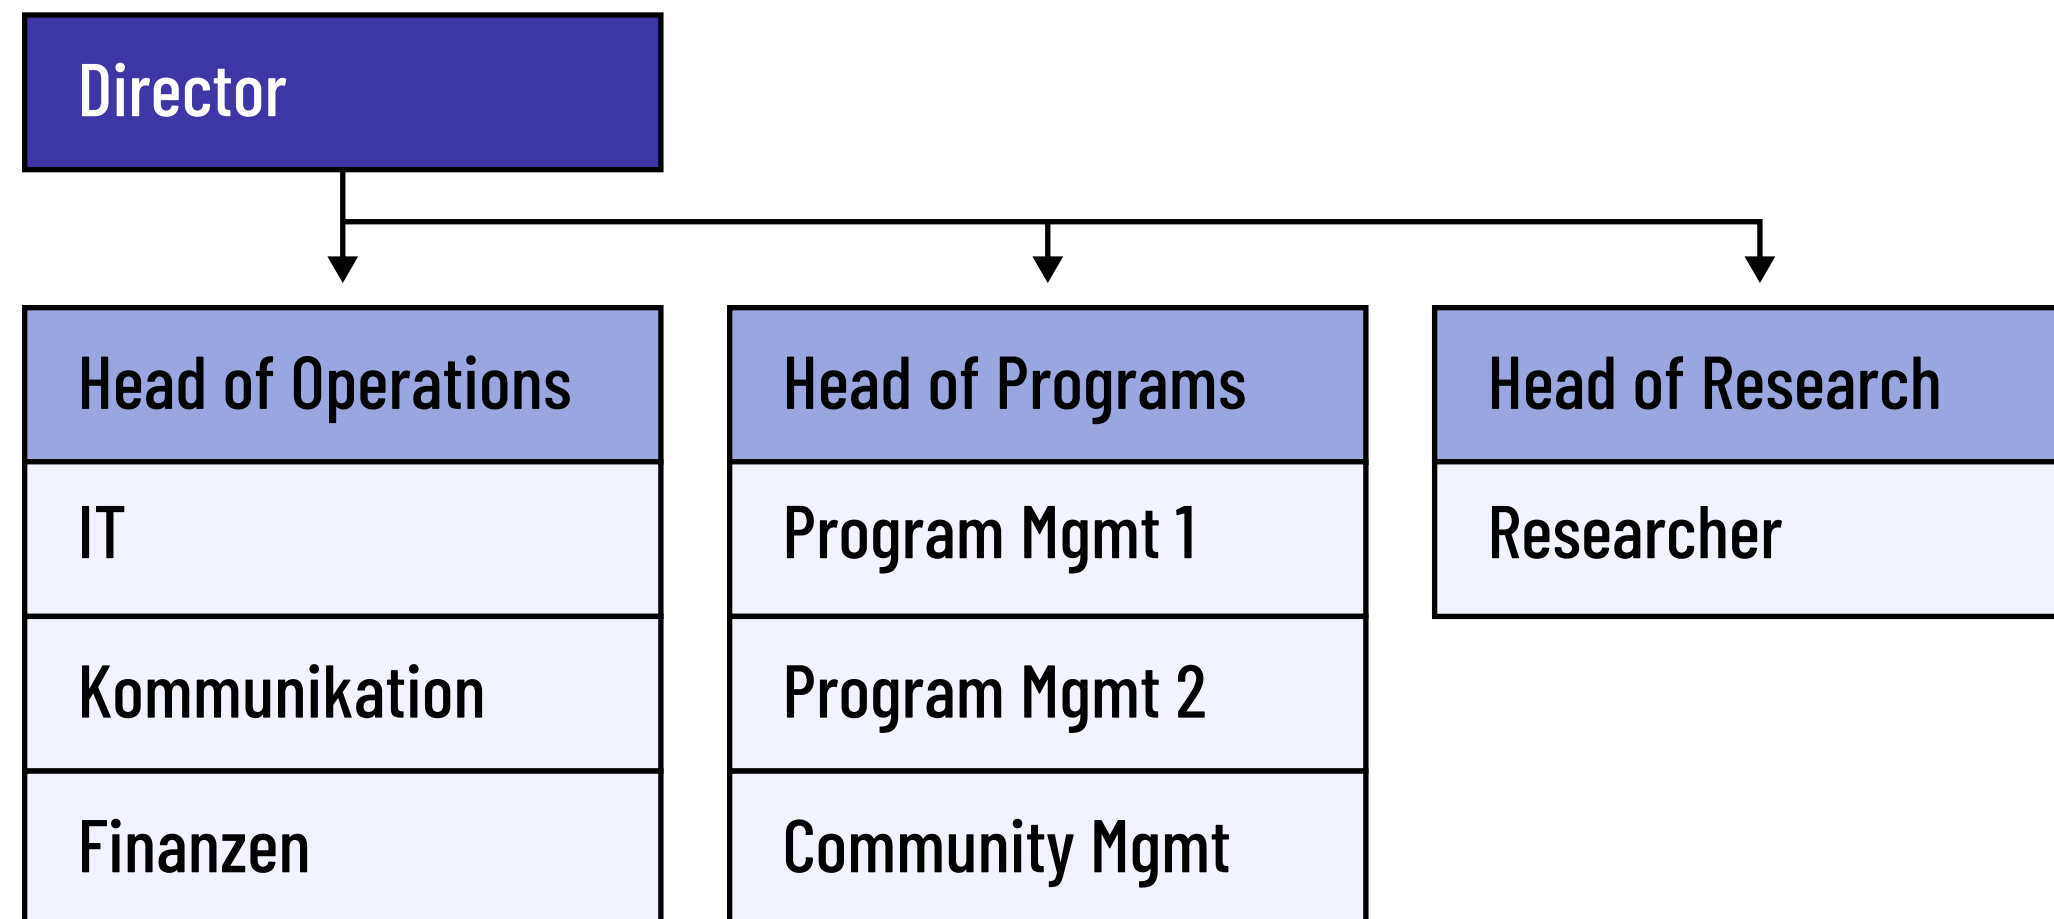 Director
Head of Operations
IT
Kommunikation
Finanzen
Head of Programs
Program Mgmt 1
Program Mgmt 2
Community Mgmt
Head of Research
Researcher